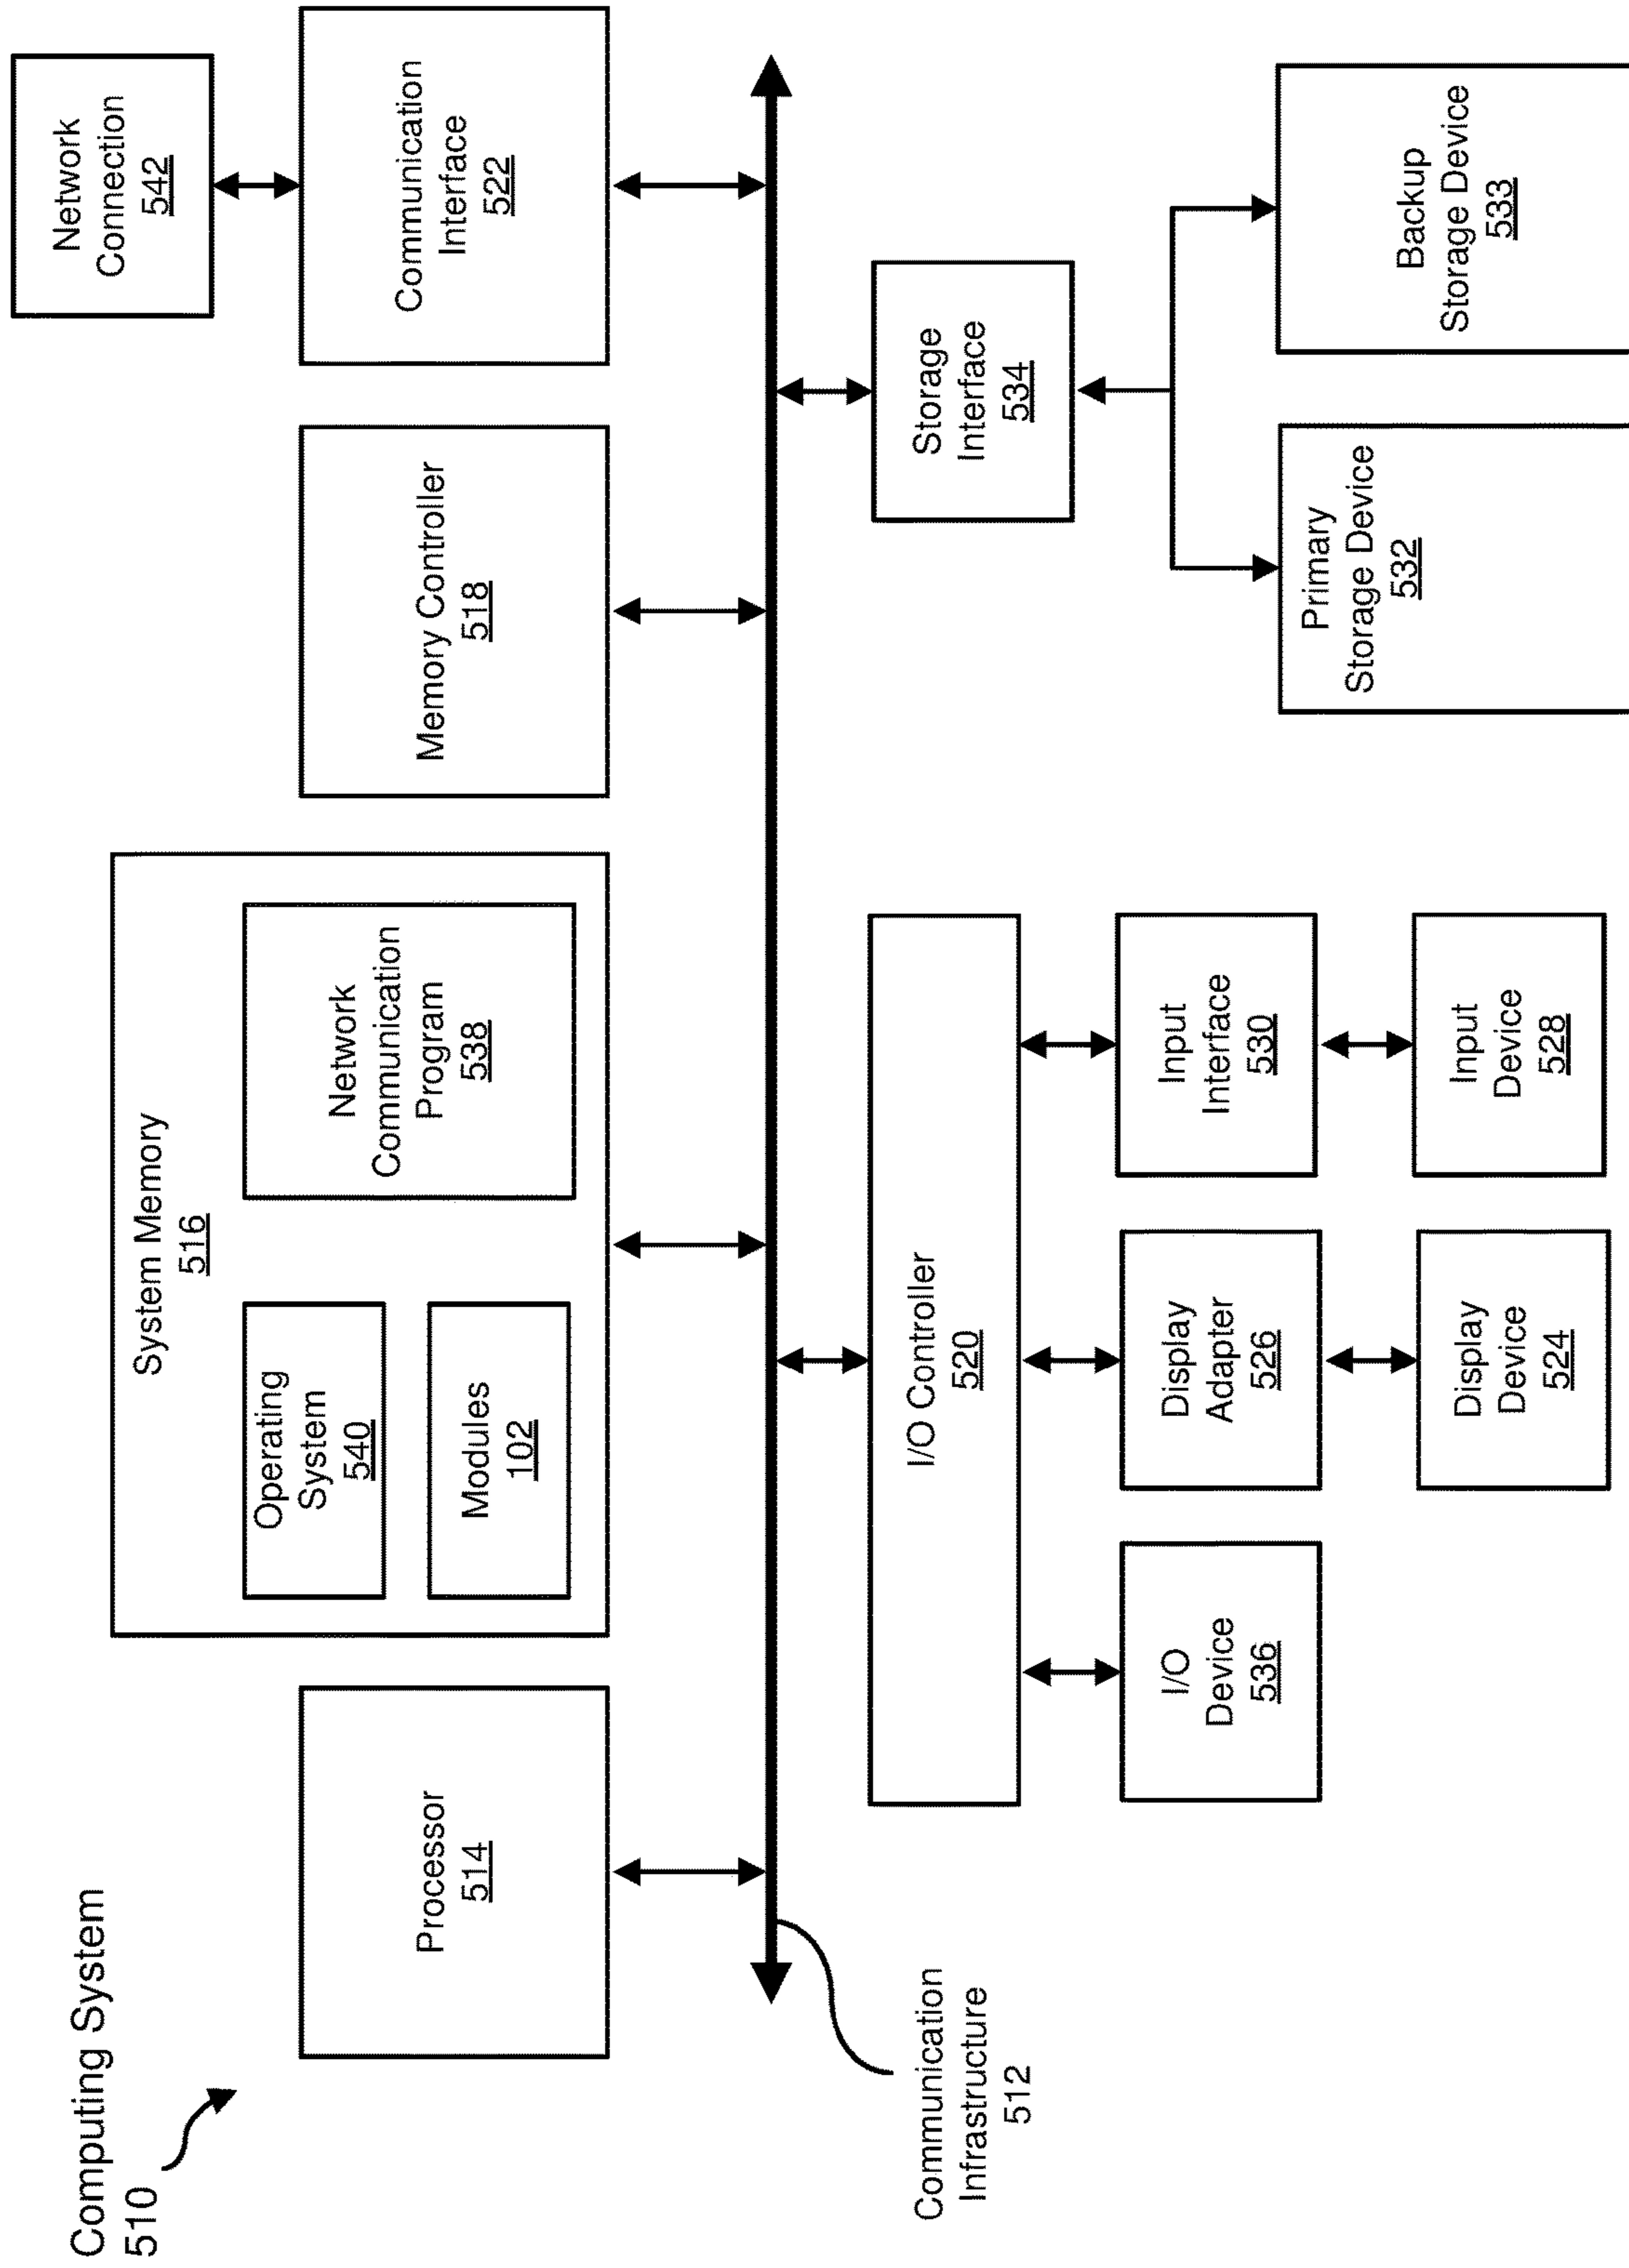 Computing System
510
Processor
514
System Memory
516
Operating
System
540
Modules
102
Network
Communication
Program
538
Memory Controller
518
Network
Connection
542
Communication
Interface
522
Communication
Infrastructure
512
I/O Controller
520
I/O
Device
536
Display
Adapter
526
Input
Interface
530
Display
Device
524
Input
Device
528
Storage
Interface
534
Primary
Storage Device
532
Backup
Storage Device
533